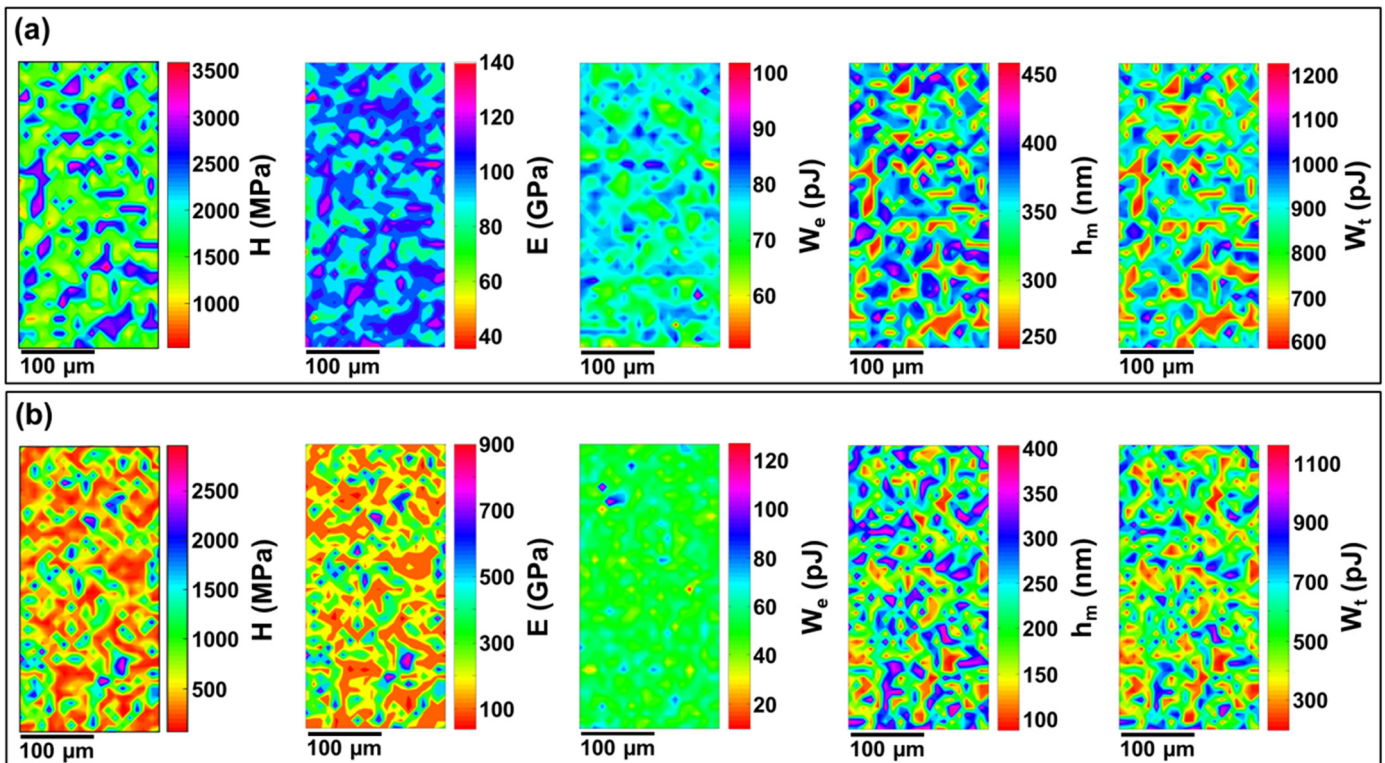 (a)
3500
3000
2500
2000
1500
1000
H (MPa)
100 µm
140
120
100
80
60
40
E (GPa)
100 µm
100
90
80
70
60
Wₑ (pJ)
100 µm
450
400
350
300
250
hₘ (nm)
100 µm
1200
1100
1000
900
800
700
600
Wₜ (pJ)
100 µm
(b)
2500
2000
1500
1000
500
H (MPa)
100 µm
900
700
500
300
100
E (GPa)
100 µm
120
100
80
60
40
20
Wₑ (pJ)
100 µm
400
350
300
250
200
150
100
hₘ (nm)
100 µm
1100
900
700
500
300
Wₜ (pJ)
100 µm